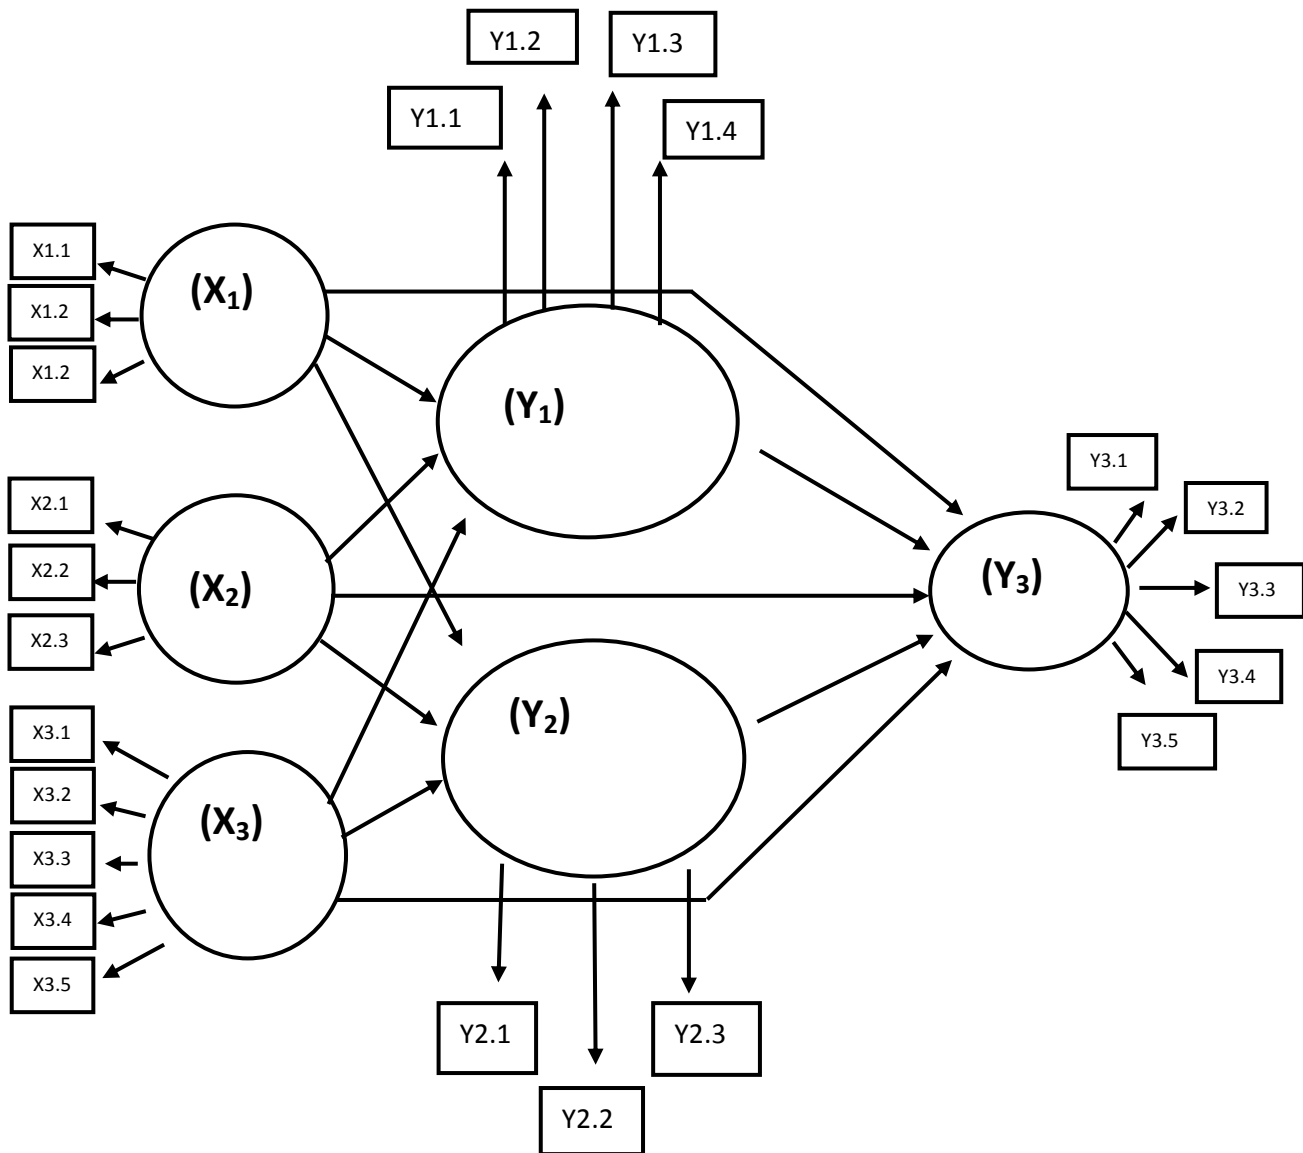 Y1.2
Y1.3
Y1.1
Y1.4
X1.1
X1.2
X1.2
(X₁)
(Y₁)
X2.1
X2.2
X2.3
(X₂)
Y3.1
Y3.2
Y3.3
Y3.4
Y3.5
(Y₃)
(Y₂)
X3.1
X3.2
X3.3
X3.4
X3.5
(X₃)
Y2.1
Y2.3
Y2.2